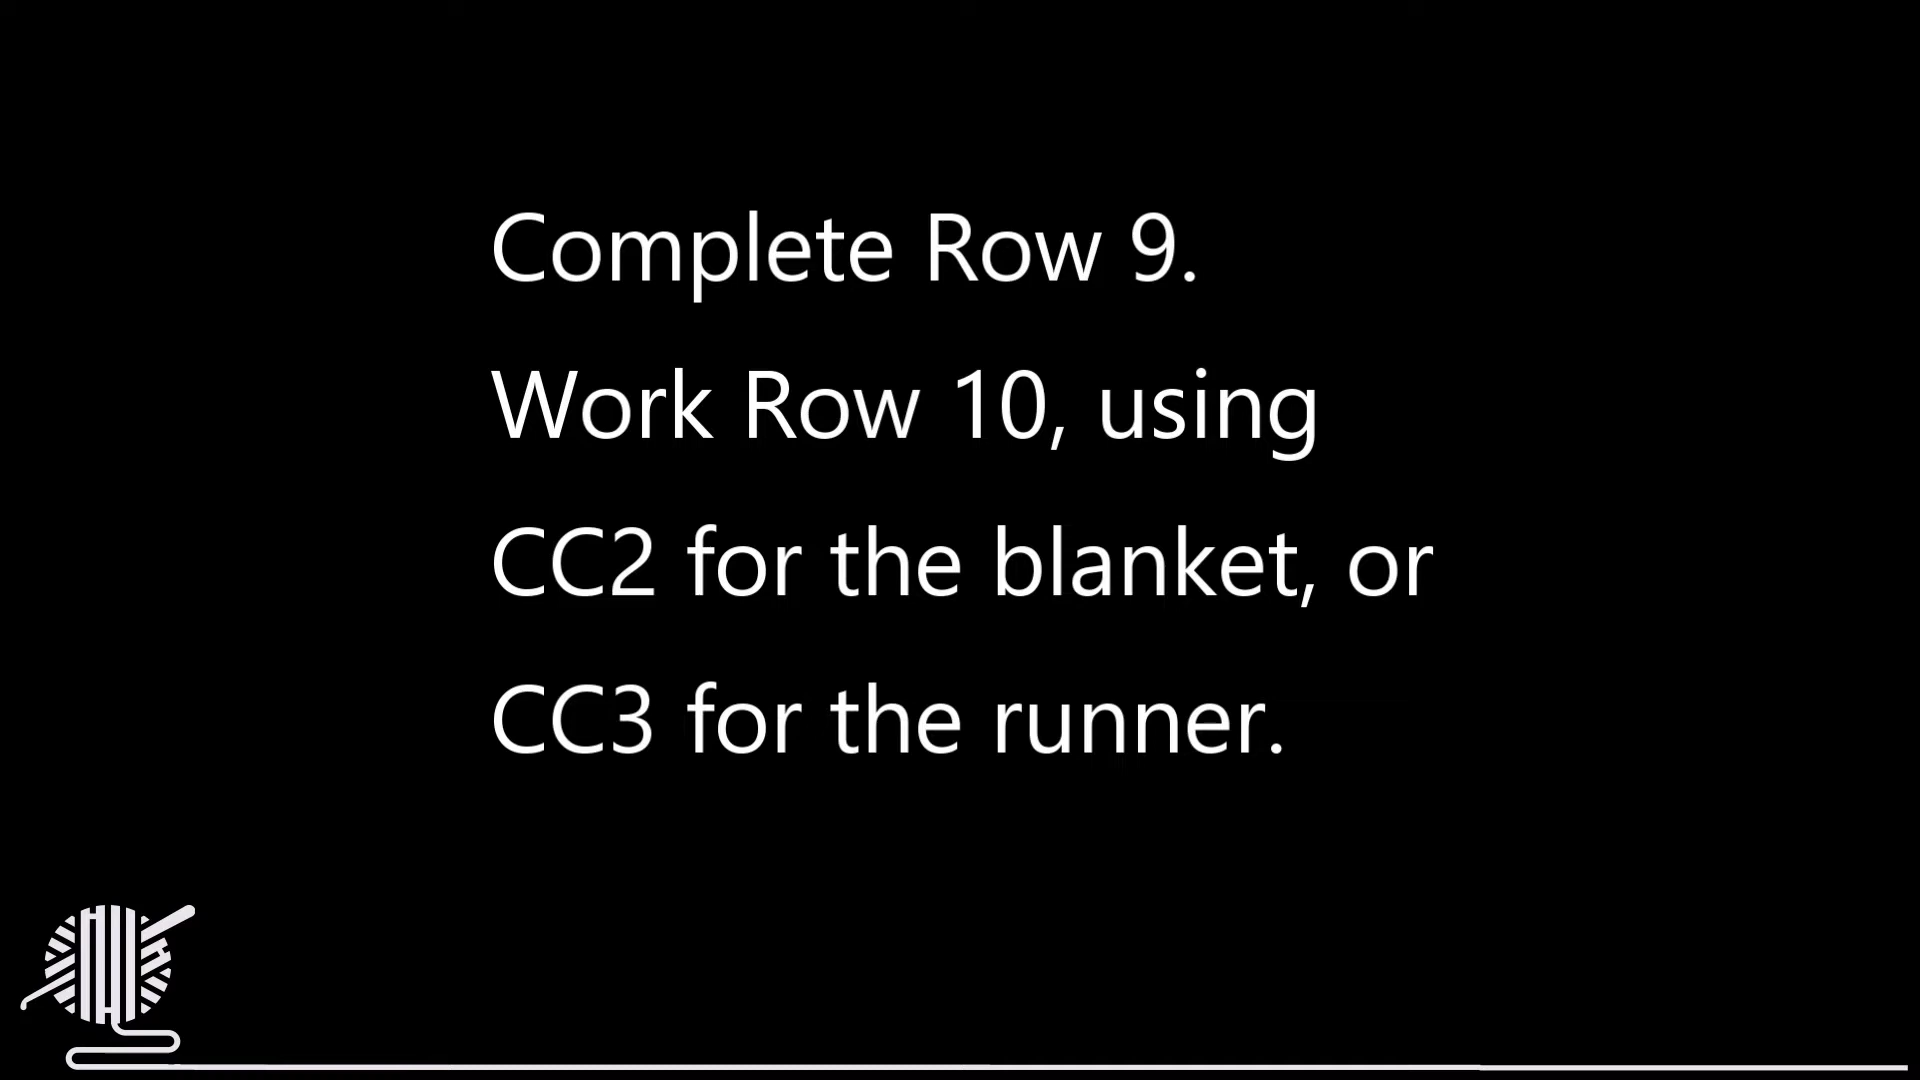 Complete Row 9.
Work Row 10, using
CC2 for the blanket, or
CC3 for the runner.